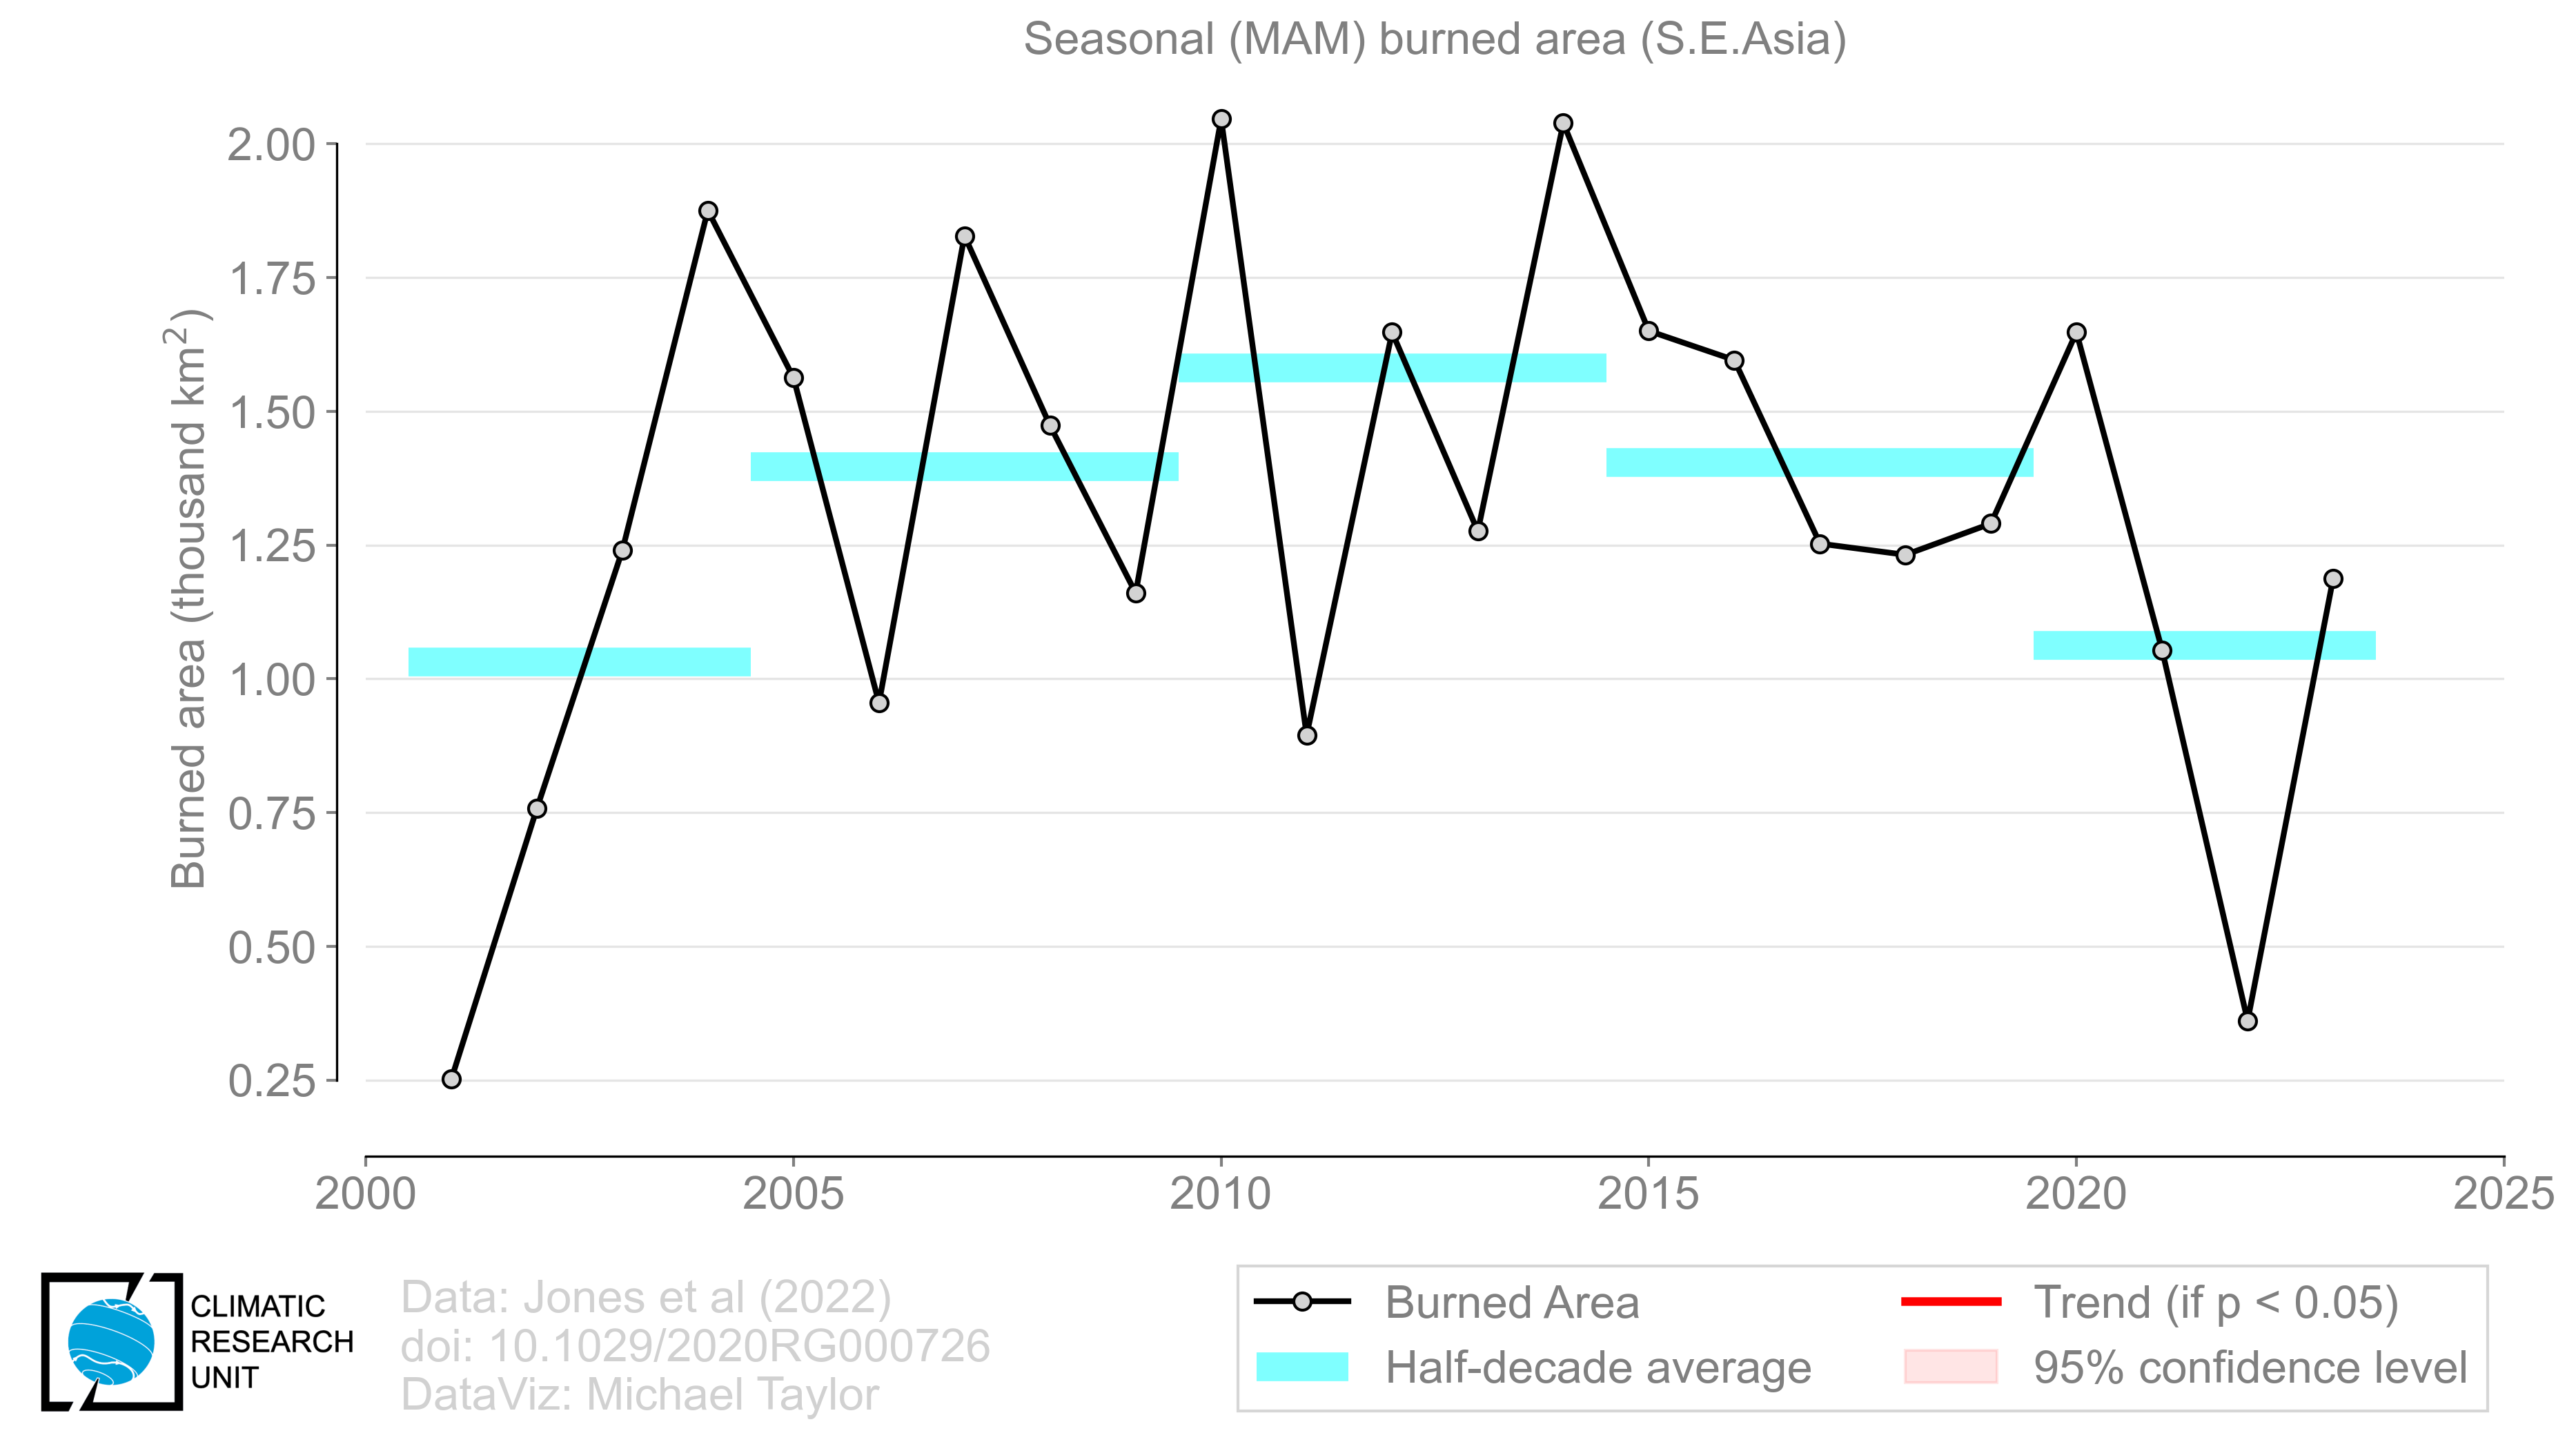 Seasonal (MAM) burned area (S.E.Asia)
Burned area (thousand km²)
2.00
1.75
1.50
1.25
1.00
0.75
0.50
0.25
2000 2005 2010 2015 2020 2025
CLIMATIC
RESEARCH
UNIT
Data: Jones et al (2022)
doi: 10.1029/2020RG000726
DataViz: Michael Taylor
Burned Area
Half-decade average
Trend (if p < 0.05)
95% confidence level